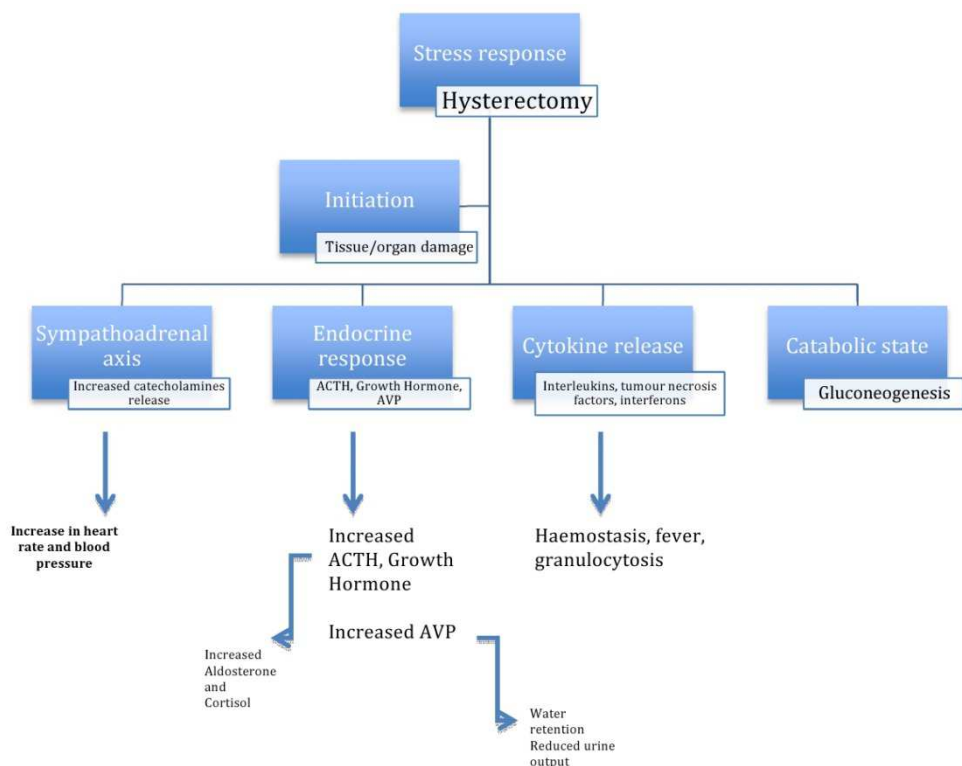 Stress response
Hysterectomy
Initiation
Tissue/organ damage
Sympathoadrenal
axis
Increased catecholamines
release
Endocrine
response
ACTH, Growth Hormone,
AVP
Cytokine release
Interleukins, tumour necrosis
factors, interferons
Catabolic state
Gluconeogenesis
Increase in heart
rate and blood
pressure
Increased
ACTH, Growth
Hormone
Haemostasis, fever,
granulocytosis
Increased AVP
Increased
Aldosterone
and
Cortisol
Water
retention
Reduced urine
output